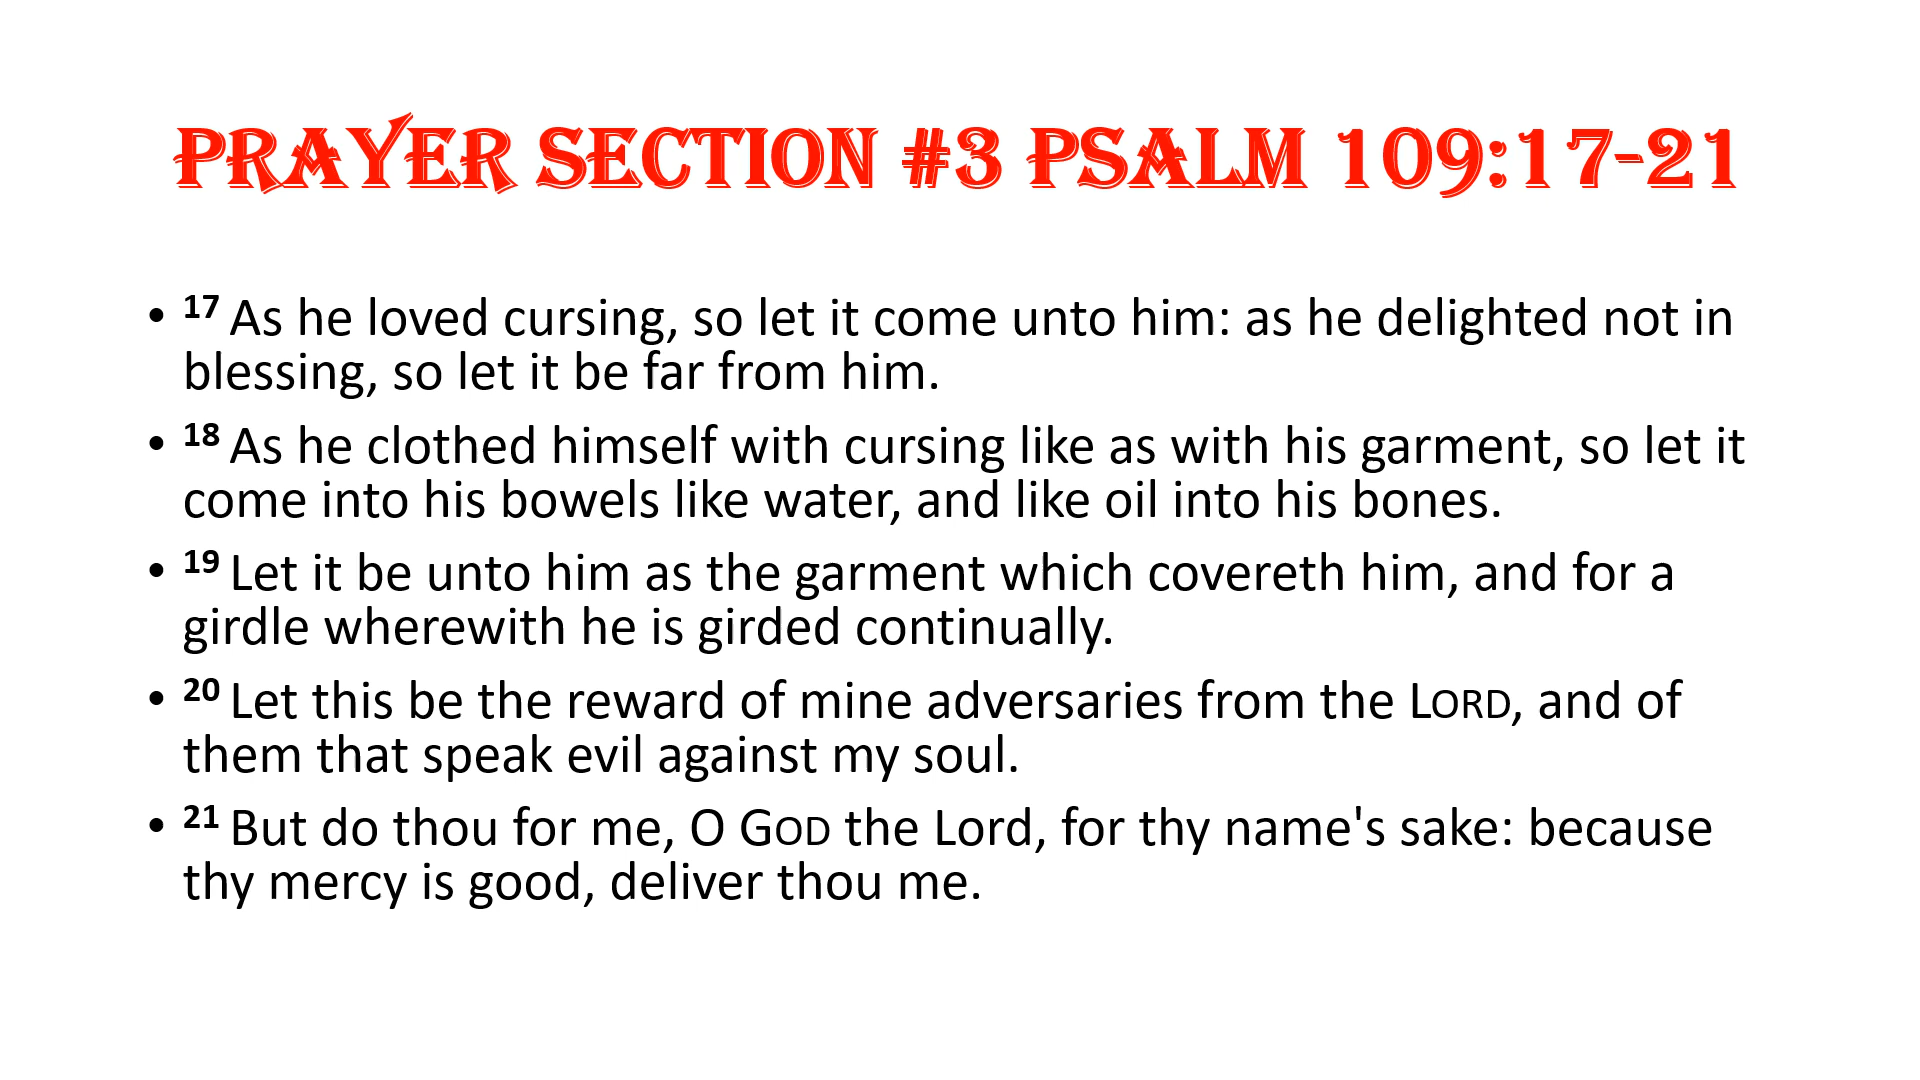 PRAYER SECTION #3 PSALM 109:17-21
• 17 As he loved cursing, so let it come unto him: as he delighted not in
blessing, so let it be far from him.
• 18 As he clothed himself with cursing like as with his garment, so let it
come into his bowels like water, and like oil into his bones.
• 19 Let it be unto him as the garment which covereth him, and for a
girdle wherewith he is girded continually.
• 20 Let this be the reward of mine adversaries from the LORD, and of
them that speak evil against my soul.
• 21 But do thou for me, O GOD the Lord, for thy name's sake: because
thy mercy is good, deliver thou me.